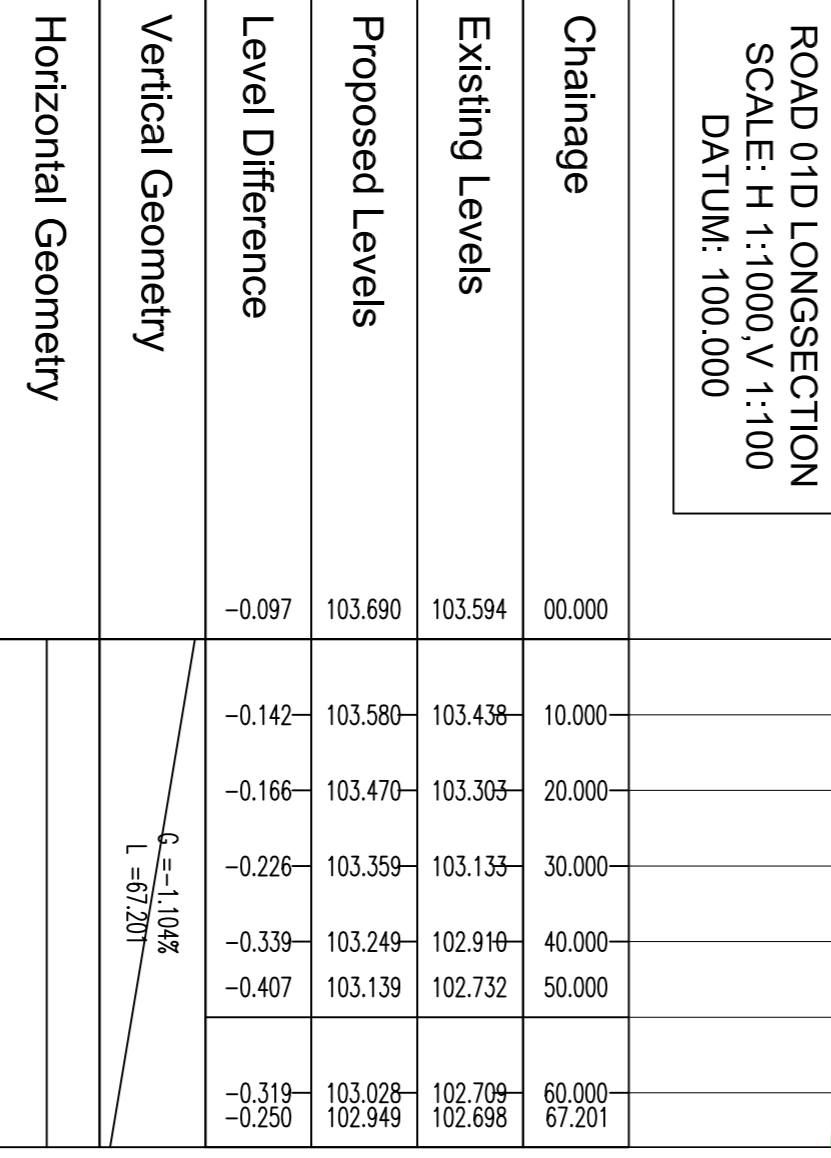 ROAD 01D LONGSECTION
SCALE: H 1:1000,V 1:100
DATUM: 100.000
Chainage
00.000
10.000
20.000
30.000
40.000
50.000
60.000
67.201
Existing Levels
103.594
103.438
103.303
103.133
102.910
102.732
102.709
102.698
Proposed Levels
103.690
103.580
103.470
103.359
103.249
103.139
103.028
102.949
Level Difference
-0.097
-0.142
-0.166
-0.226
-0.339
-0.407
-0.319
-0.250
Vertical Geometry
G =-1.104%
L =67.201
Horizontal Geometry